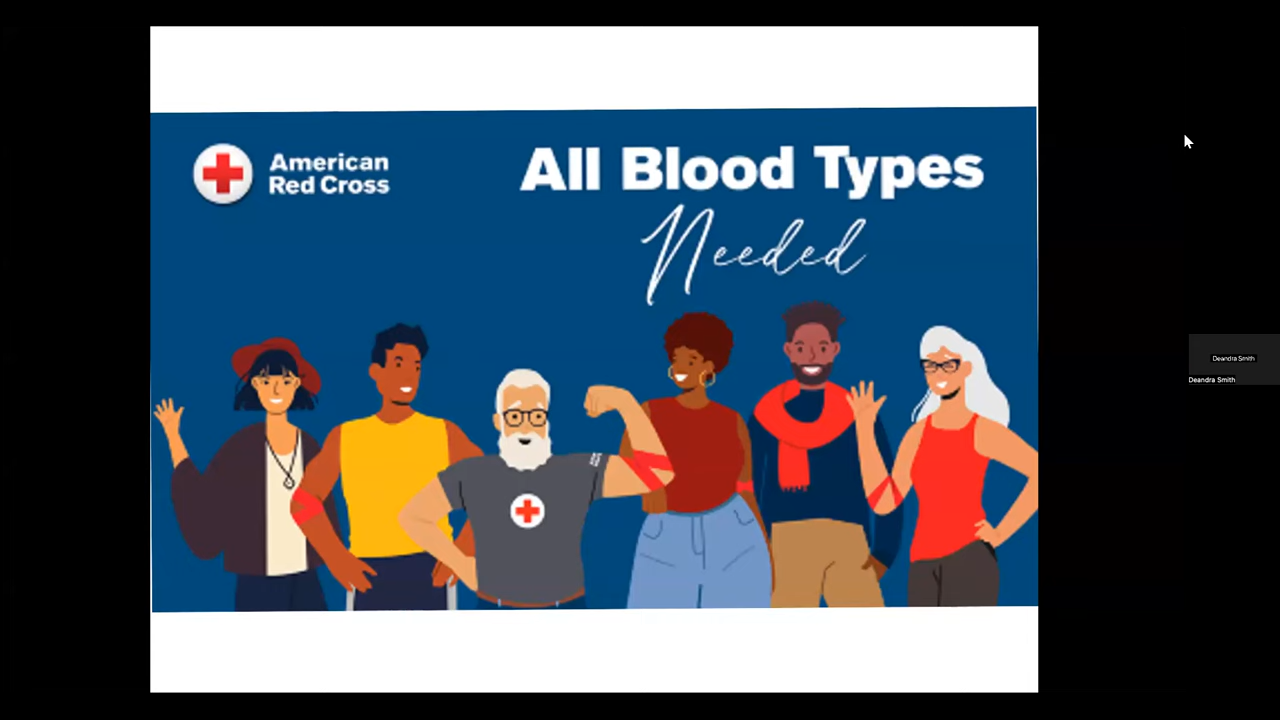 American
Red Cross
All Blood Types
Needed
Deandra Smith
Deandra Smith